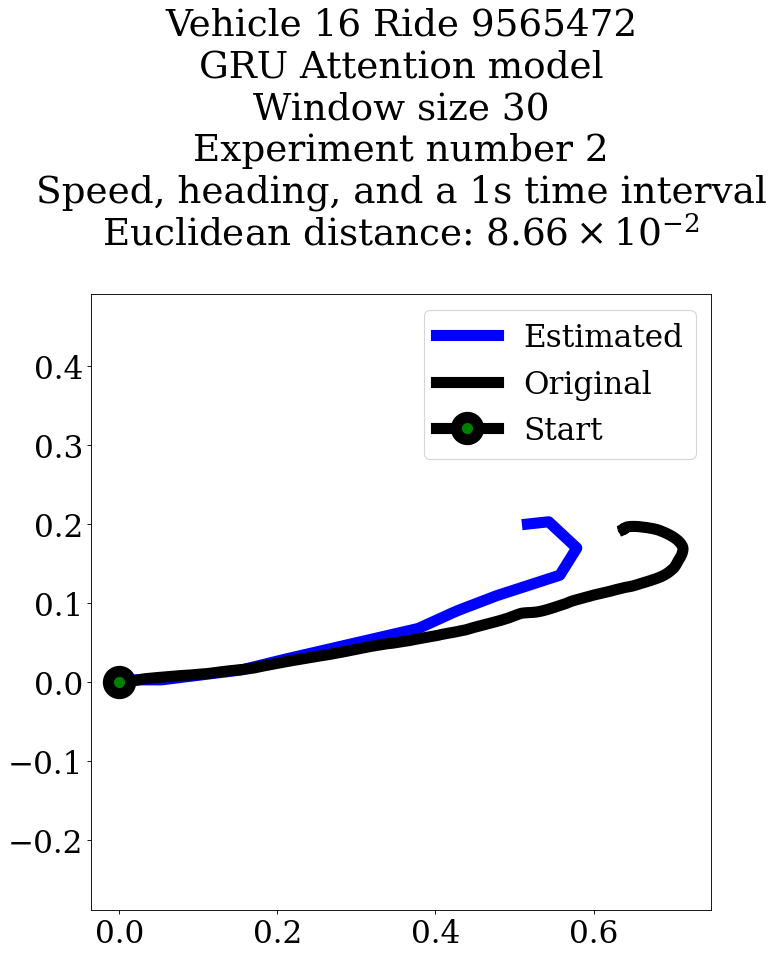 Vehicle 16 Ride 9565472
GRU Attention model
Window size 30
Experiment number 2
Speed, heading, and a 1s time interval
Euclidean distance: 8.66 × 10⁻²
Estimated
Original
Start
0.4
0.3
0.2
0.1
0.0
−0.1
−0.2
0.0 0.2 0.4 0.6